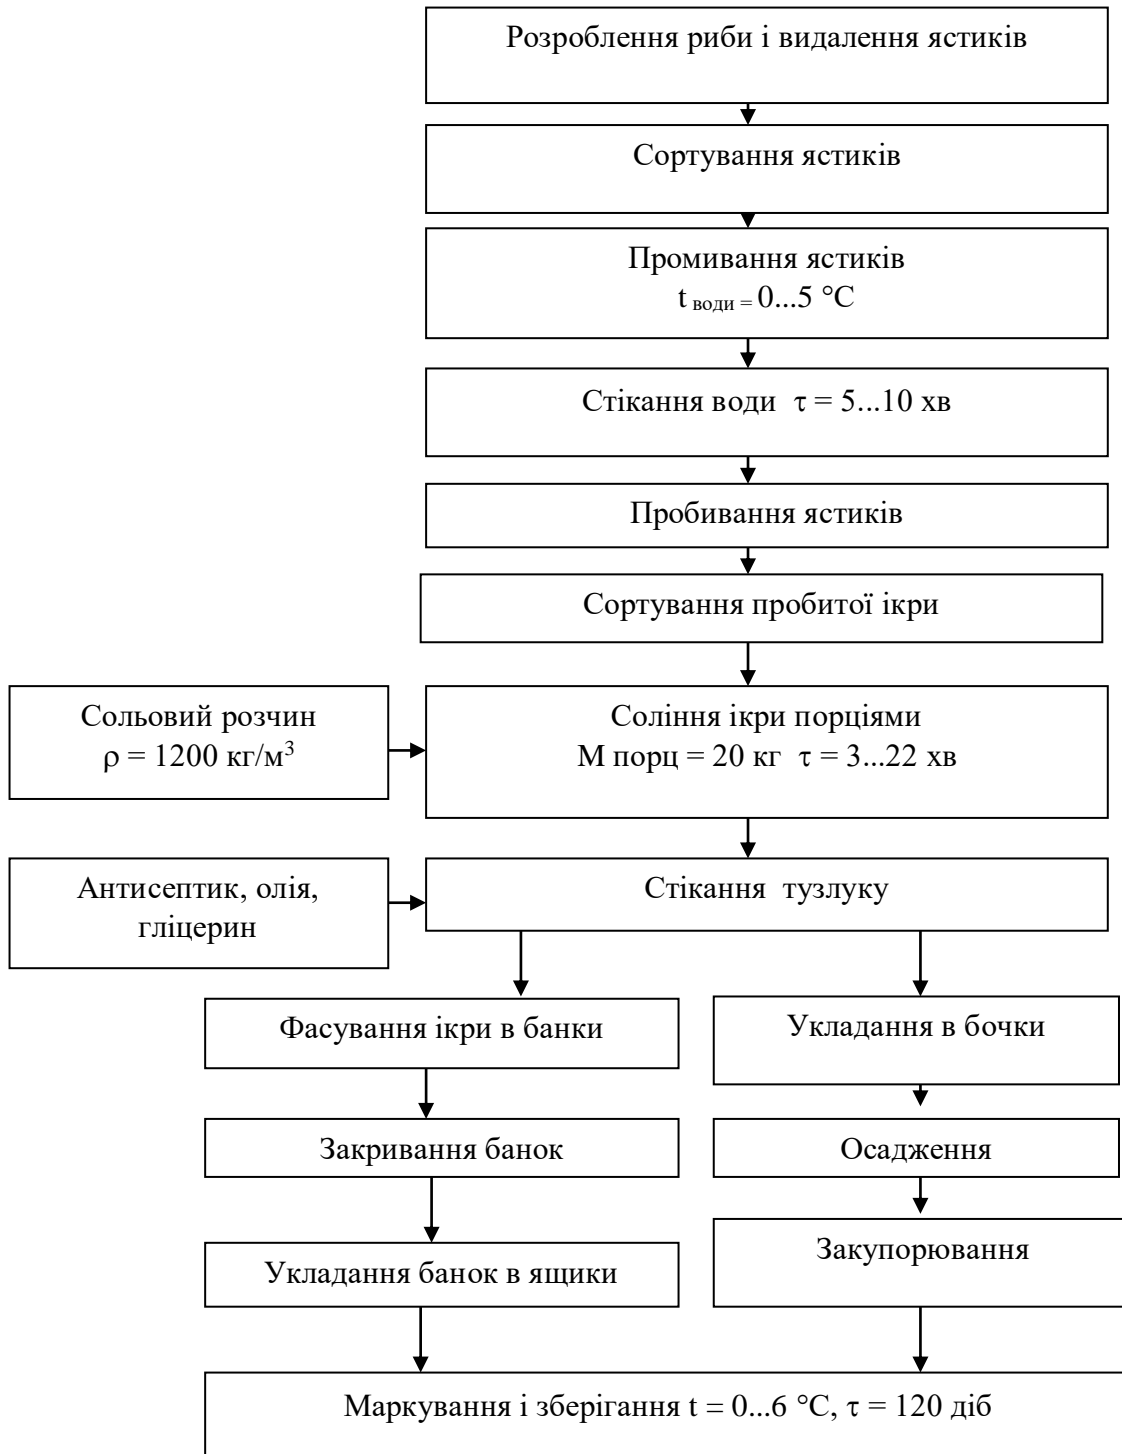 Розроблення риби і видалення ястиків
Сортування ястиків
Промивання ястиків
t води = 0...5 °С
Стікання води τ = 5...10 хв
Пробивання ястиків
Сортування пробитої ікри
Сольовий розчин
ρ = 1200 кг/м³
Соління ікри порціями
М порц = 20 кг τ = 3...22 хв
Антисептик, олія,
гліцерин
Стікання тузлуку
Фасування ікри в банки
Укладання в бочки
Закривання банок
Осадження
Укладання банок в ящики
Закупорювання
Маркування і зберігання t = 0...6 °С, τ = 120 діб